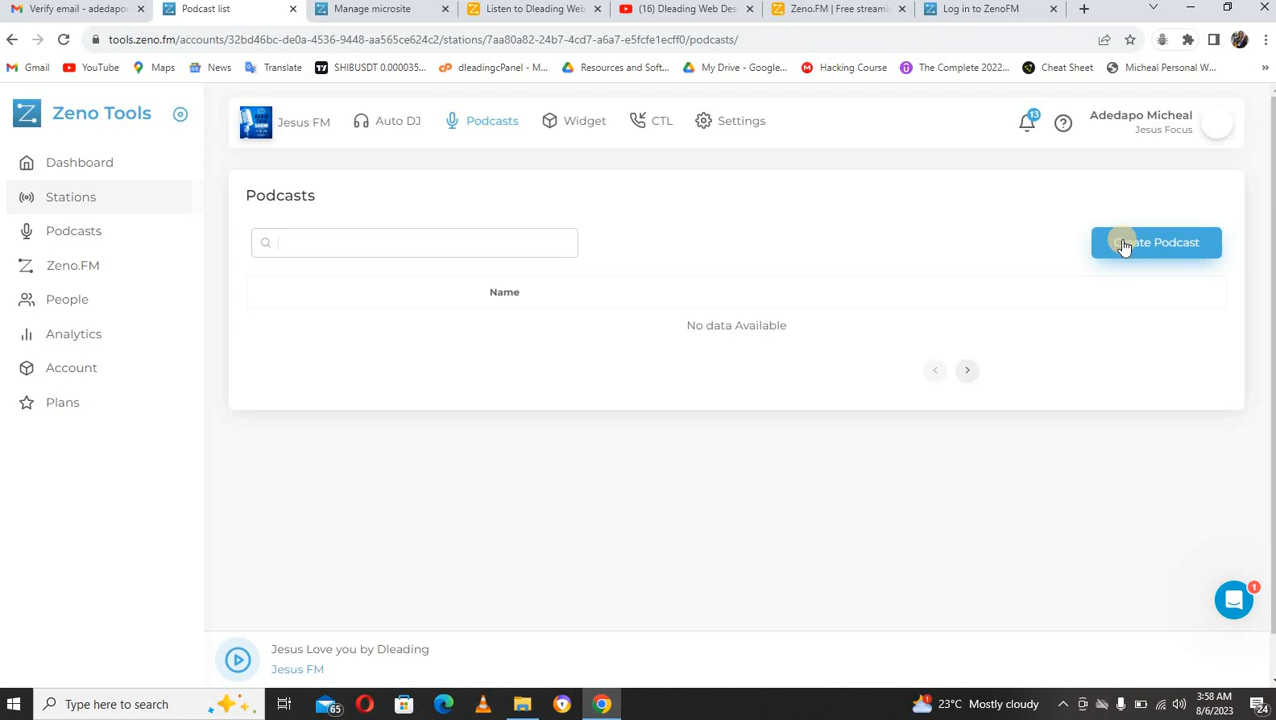 Verify email - adedapo
Podcast list
Manage microsite
Listen to Dleading Web
(16) Dleading Web Des
Zeno.FM | Free streami
Log in to ZenoFM
tools.zeno.fm/accounts/32bd46bc-de0a-4536-9448-aa565ce624c2/stations/7aa80a82-24b7-4cd7-a6a7-e5fcfe1ecff0/podcasts/
Gmail
YouTube
Maps
News
Translate
SHIBUSDT 0.000035...
dleadingcPanel - M...
Resources and Soft...
My Drive - Google...
Hacking Course
The Complete 2022...
Cheat Sheet
Micheal Personal W...
Zeno Tools
Dashboard
Stations
Podcasts
Zeno.FM
People
Analytics
Account
Plans
Jesus FM
Auto DJ
Podcasts
Widget
CTL
Settings
13
Adedapo Micheal
Jesus Focus
Podcasts
Create Podcast
Name
No data Available
1
Jesus Love you by Dleading
Jesus FM
Type here to search
65
23°C Mostly cloudy
3:58 AM
8/6/2023
24